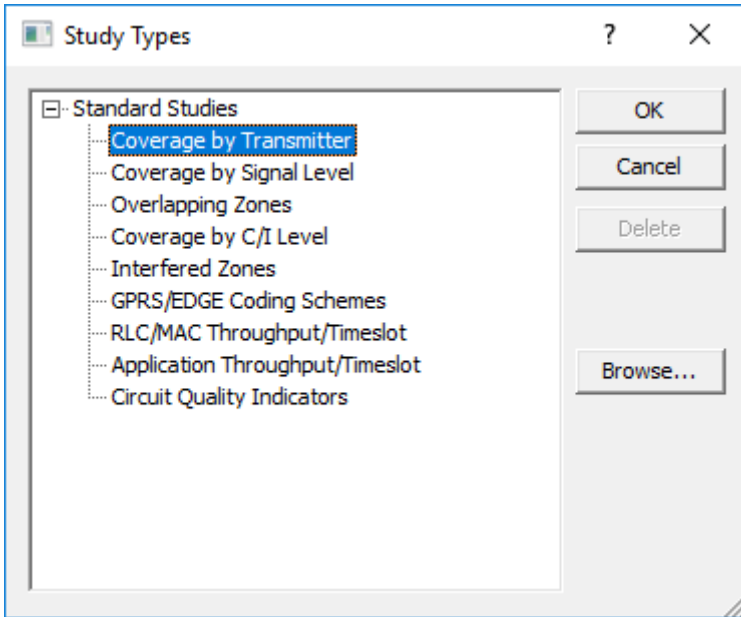 Study Types
?
Standard Studies
Coverage by Transmitter
Coverage by Signal Level
Overlapping Zones
Coverage by C/I Level
Interfered Zones
GPRS/EDGE Coding Schemes
RLC/MAC Throughput/Timeslot
Application Throughput/Timeslot
Circuit Quality Indicators
OK
Cancel
Delete
Browse...